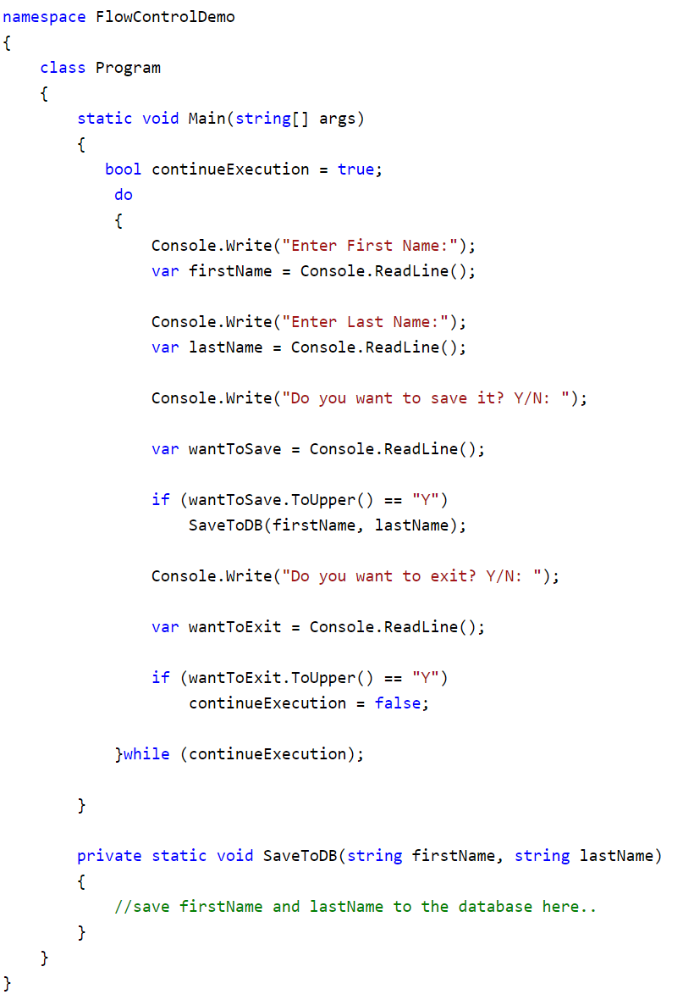 namespace FlowControlDemo
{
    class Program
    {
        static void Main(string[] args)
        {
           bool continueExecution = true;
            do
            {
                Console.Write("Enter First Name:");
                var firstName = Console.ReadLine();

                Console.Write("Enter Last Name:");
                var lastName = Console.ReadLine();

                Console.Write("Do you want to save it? Y/N: ");

                var wantToSave = Console.ReadLine();

                if (wantToSave.ToUpper() == "Y")
                    SaveToDB(firstName, lastName);

                Console.Write("Do you want to exit? Y/N: ");

                var wantToExit = Console.ReadLine();

                if (wantToExit.ToUpper() == "Y")
                    continueExecution = false;

            }while (continueExecution);

        }

        private static void SaveToDB(string firstName, string lastName)
        {
            //save firstName and lastName to the database here..
        }
    }
}